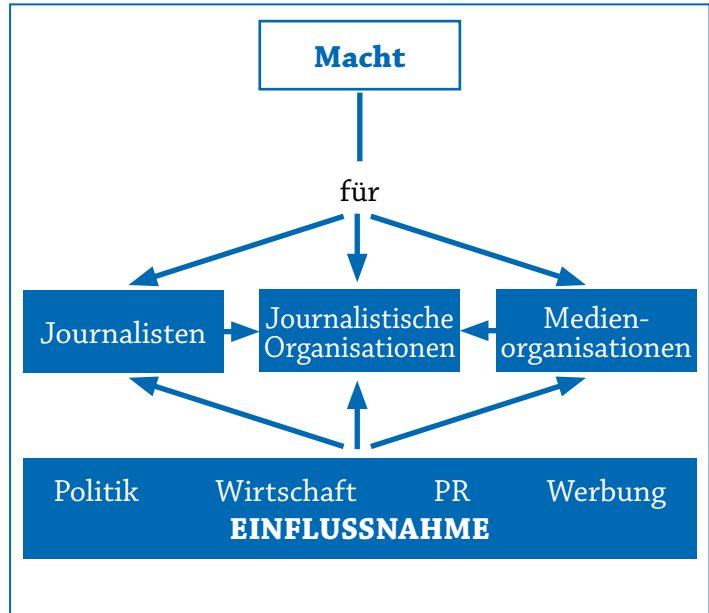 Macht
für
Journalisten
Journalistische
Organisationen
Medien-
organisationen
Politik Wirtschaft PR Werbung
EINFLUSSNAHME